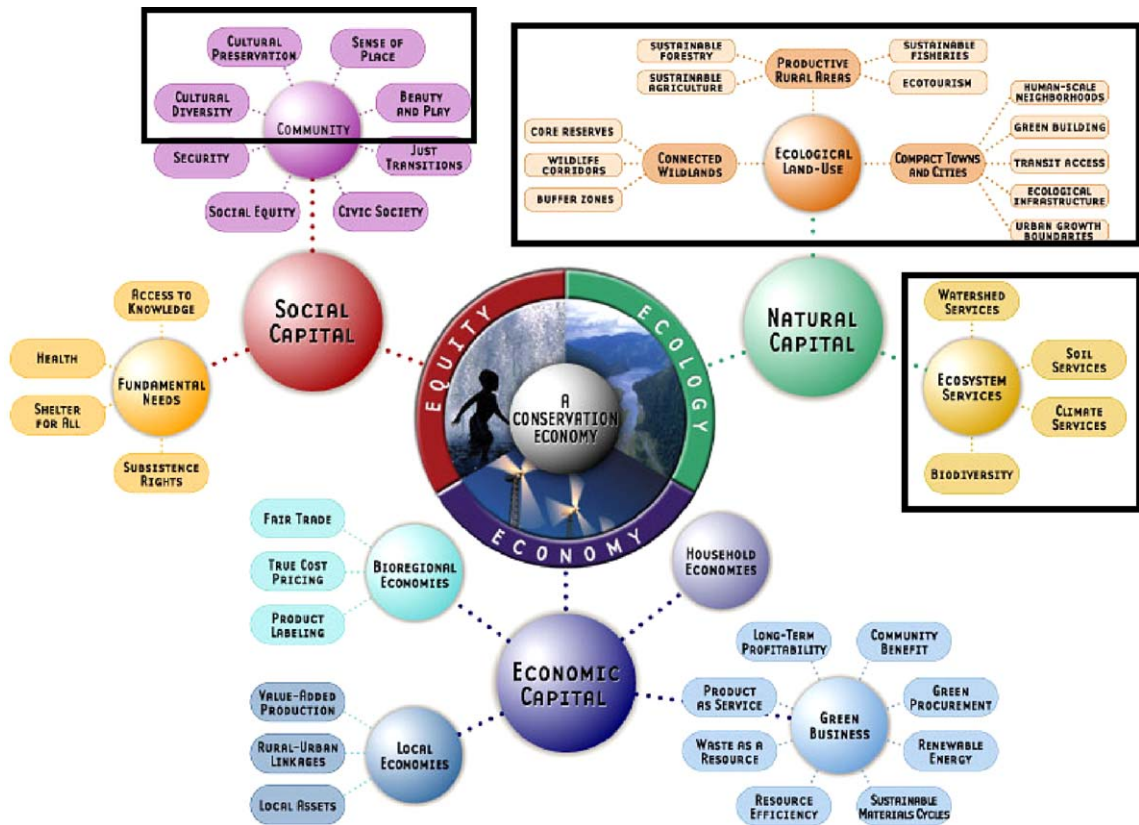 CULTURAL
PRESERVATION
SENSE OF
PLACE
CULTURAL
DIVERSITY
BEAUTY
AND PLAY
COMMUNITY
SECURITY
JUST
TRANSITIONS
SOCIAL EQUITY
CIVIC SOCIETY
SUSTAINABLE
FORESTRY
SUSTAINABLE
AGRICULTURE
PRODUCTIVE
RURAL AREAS
SUSTAINABLE
FISHERIES
ECOTOURISM
CORE RESERVES
WILDLIFE
CORRIDORS
BUFFER ZONES
CONNECTED
WILDLANDS
ECOLOGICAL
LAND-USE
COMPACT TOWNS
AND CITIES
HUMAN-SCALE
NEIGHBORHOODS
GREEN BUILDING
TRANSIT ACCESS
ECOLOGICAL
INFRASTRUCTURE
URBAN GROWTH
BOUNDARIES
SOCIAL
CAPITAL
ACCESS TO
KNOWLEDGE
HEALTH
FUNDAMENTAL
NEEDS
SHELTER
FOR ALL
SUBSISTENCE
RIGHTS
EQUITY
ECOLOGY
ECONOMY
A
CONSERVATION
ECONOMY
NATURAL
CAPITAL
WATERSHED
SERVICES
ECOSYSTEM
SERVICES
SOIL
SERVICES
CLIMATE
SERVICES
BIODIVERSITY
FAIR TRADE
TRUE COST
PRICING
PRODUCT
LABELING
BIOREGIONAL
ECONOMIES
HOUSEHOLD
ECONOMIES
ECONOMIC
CAPITAL
VALUE-ADDED
PRODUCTION
RURAL-URBAN
LINKAGES
LOCAL ASSETS
LOCAL
ECONOMIES
LONG-TERM
PROFITABILITY
COMMUNITY
BENEFIT
PRODUCT
AS SERVICE
GREEN
PROCUREMENT
GREEN
BUSINESS
WASTE AS A
RESOURCE
RENEWABLE
ENERGY
RESOURCE
EFFICIENCY
SUSTAINABLE
MATERIALS CYCLES